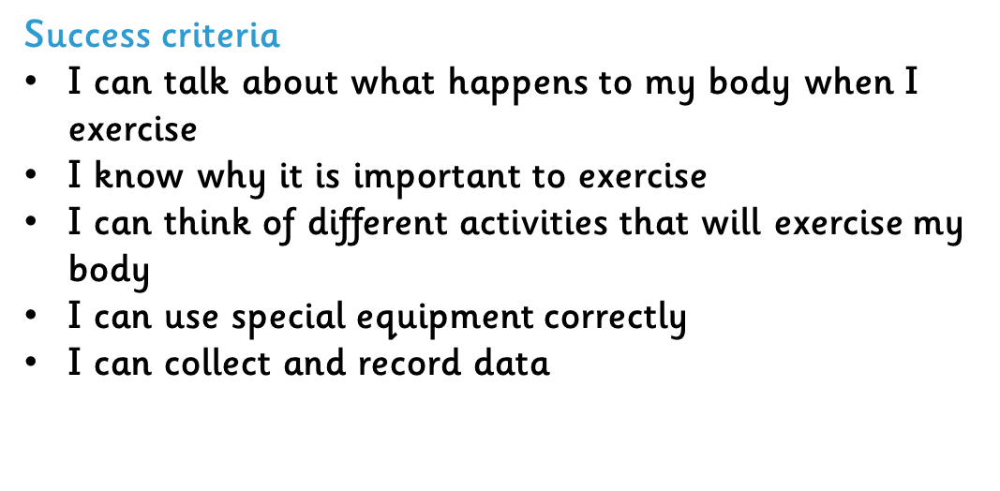 Success criteria
• I can talk about what happens to my body when I
exercise
• I know why it is important to exercise
• I can think of different activities that will exercise my
body
• I can use special equipment correctly
• I can collect and record data